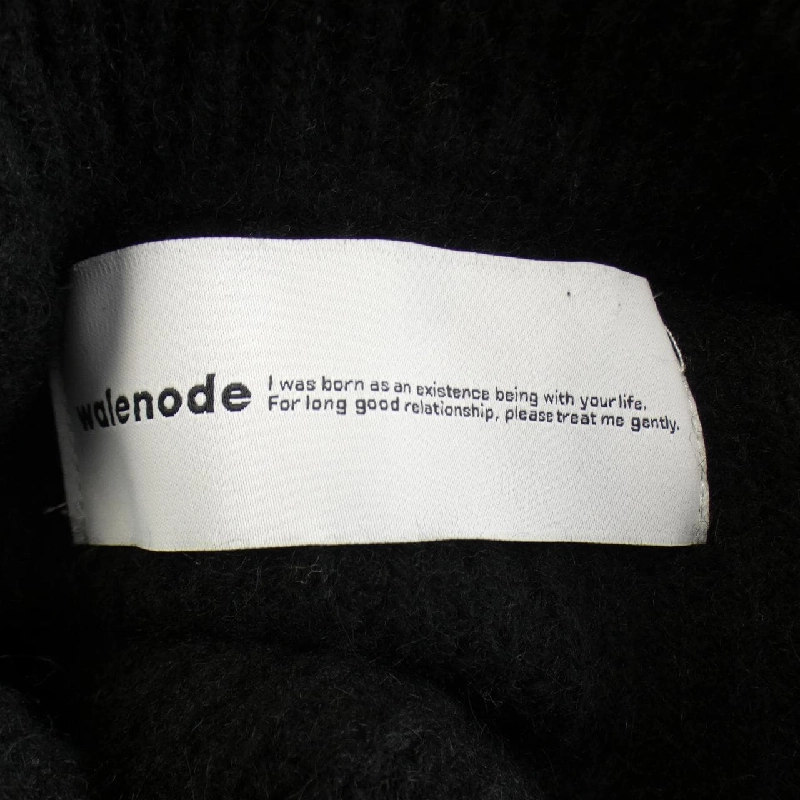 walenode
I was born as an existence being with your life.
For long good relationship, please treat me gently.